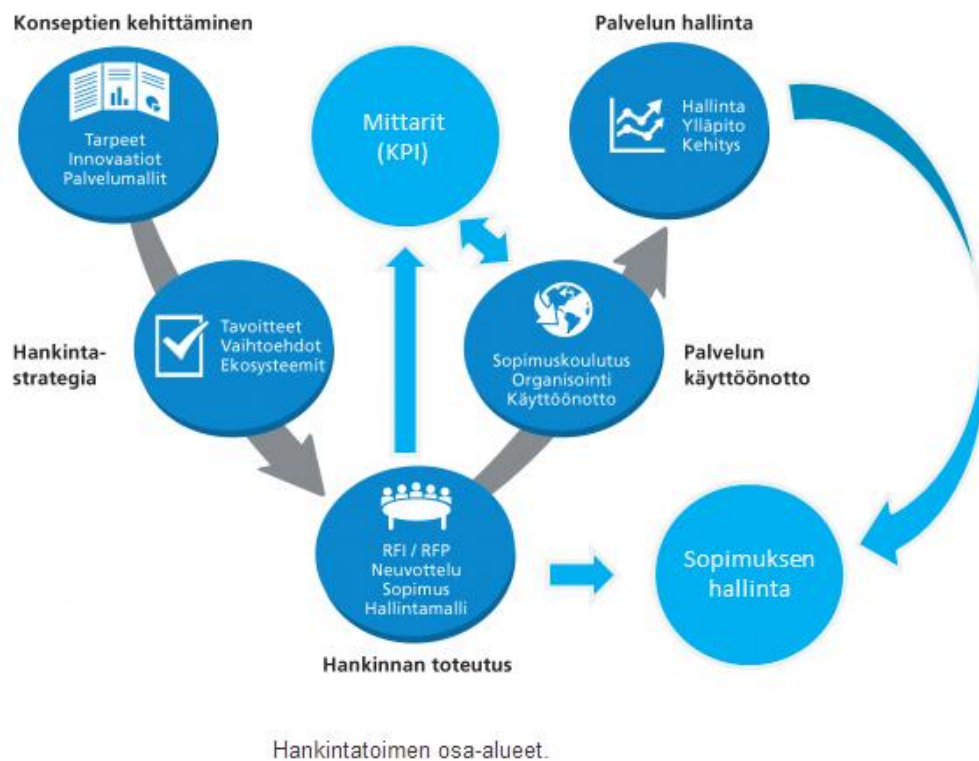 Konseptien kehittäminen
Tarpeet
Innovaatiot
Palvelumallit
Mittarit
(KPI)
Palvelun hallinta
Hallinta
Ylläpito
Kehitys
Hankinta-
strategia
Tavoitteet
Vaihtoehdot
Ekosysteemit
Sopimuskoulutus
Organisointi
Käyttöönotto
Palvelun
käyttöönotto
RFI / RFP
Neuvottelu
Sopimus
Hallintamalli
Hankinnan toteutus
Sopimuksen
hallinta
Hankintatoimen osa-alueet.